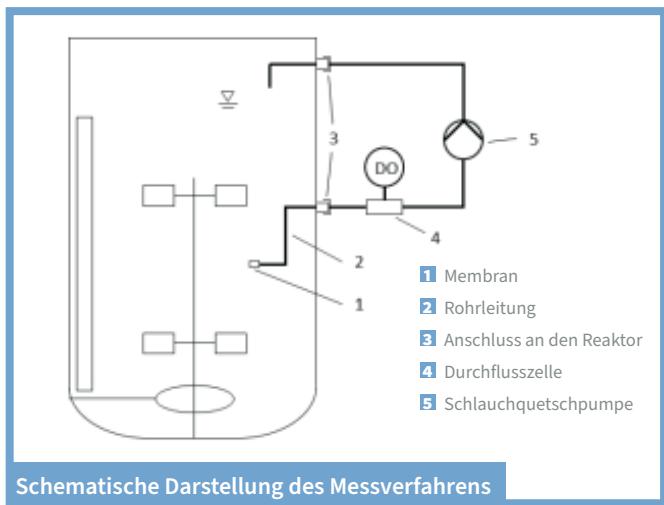 3
5
DO
4
2
1
1 Membran
2 Rohrleitung
3 Anschluss an den Reaktor
4 Durchflusszelle
5 Schlauchquetschpumpe
Schematische Darstellung des Messverfahrens